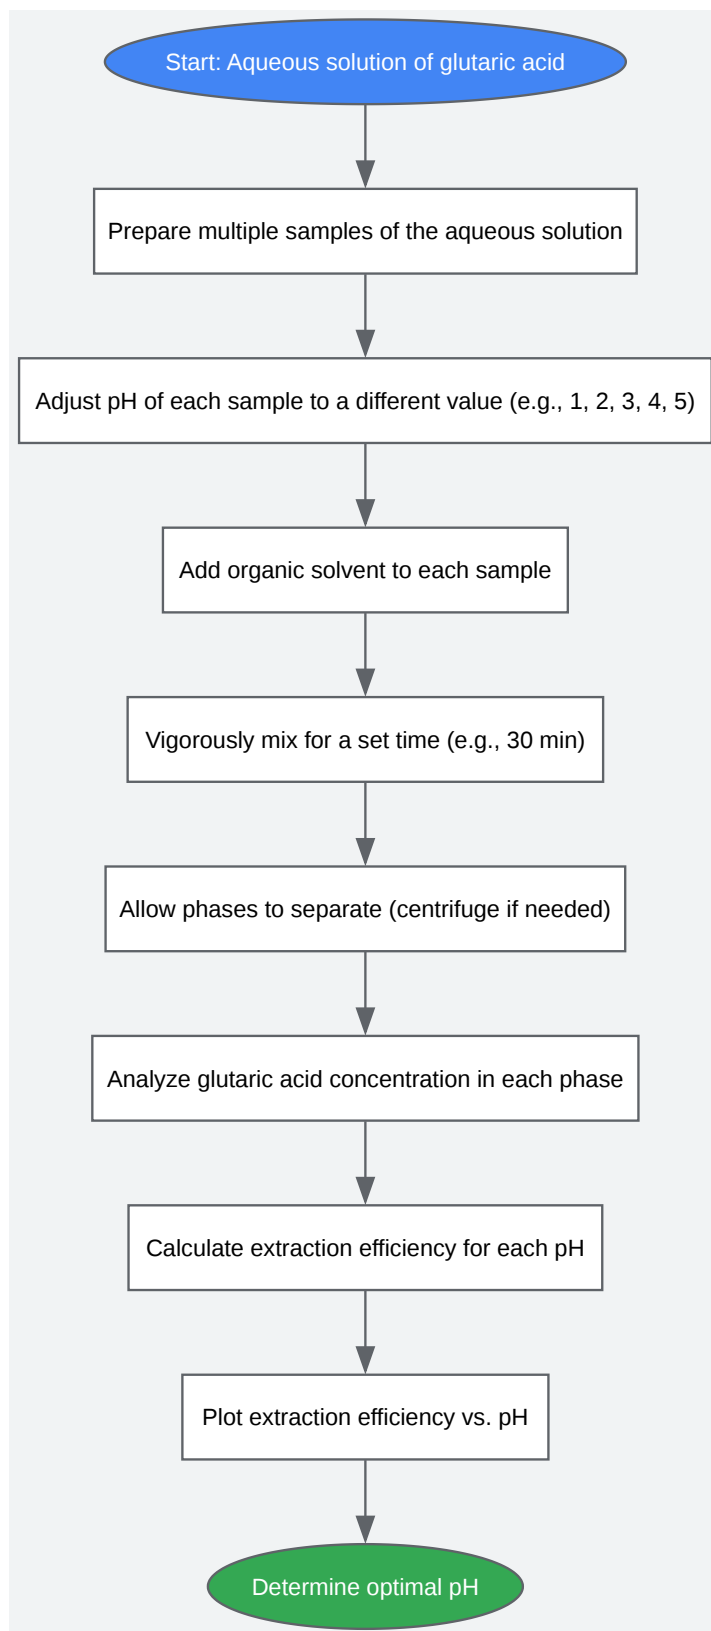 Start: Aqueous solution of glutaric acid
Prepare multiple samples of the aqueous solution
Adjust pH of each sample to a different value (e.g., 1, 2, 3, 4, 5)
Add organic solvent to each sample
Vigorously mix for a set time (e.g., 30 min)
Allow phases to separate (centrifuge if needed)
Analyze glutaric acid concentration in each phase
Calculate extraction efficiency for each pH
Plot extraction efficiency vs. pH
Determine optimal pH